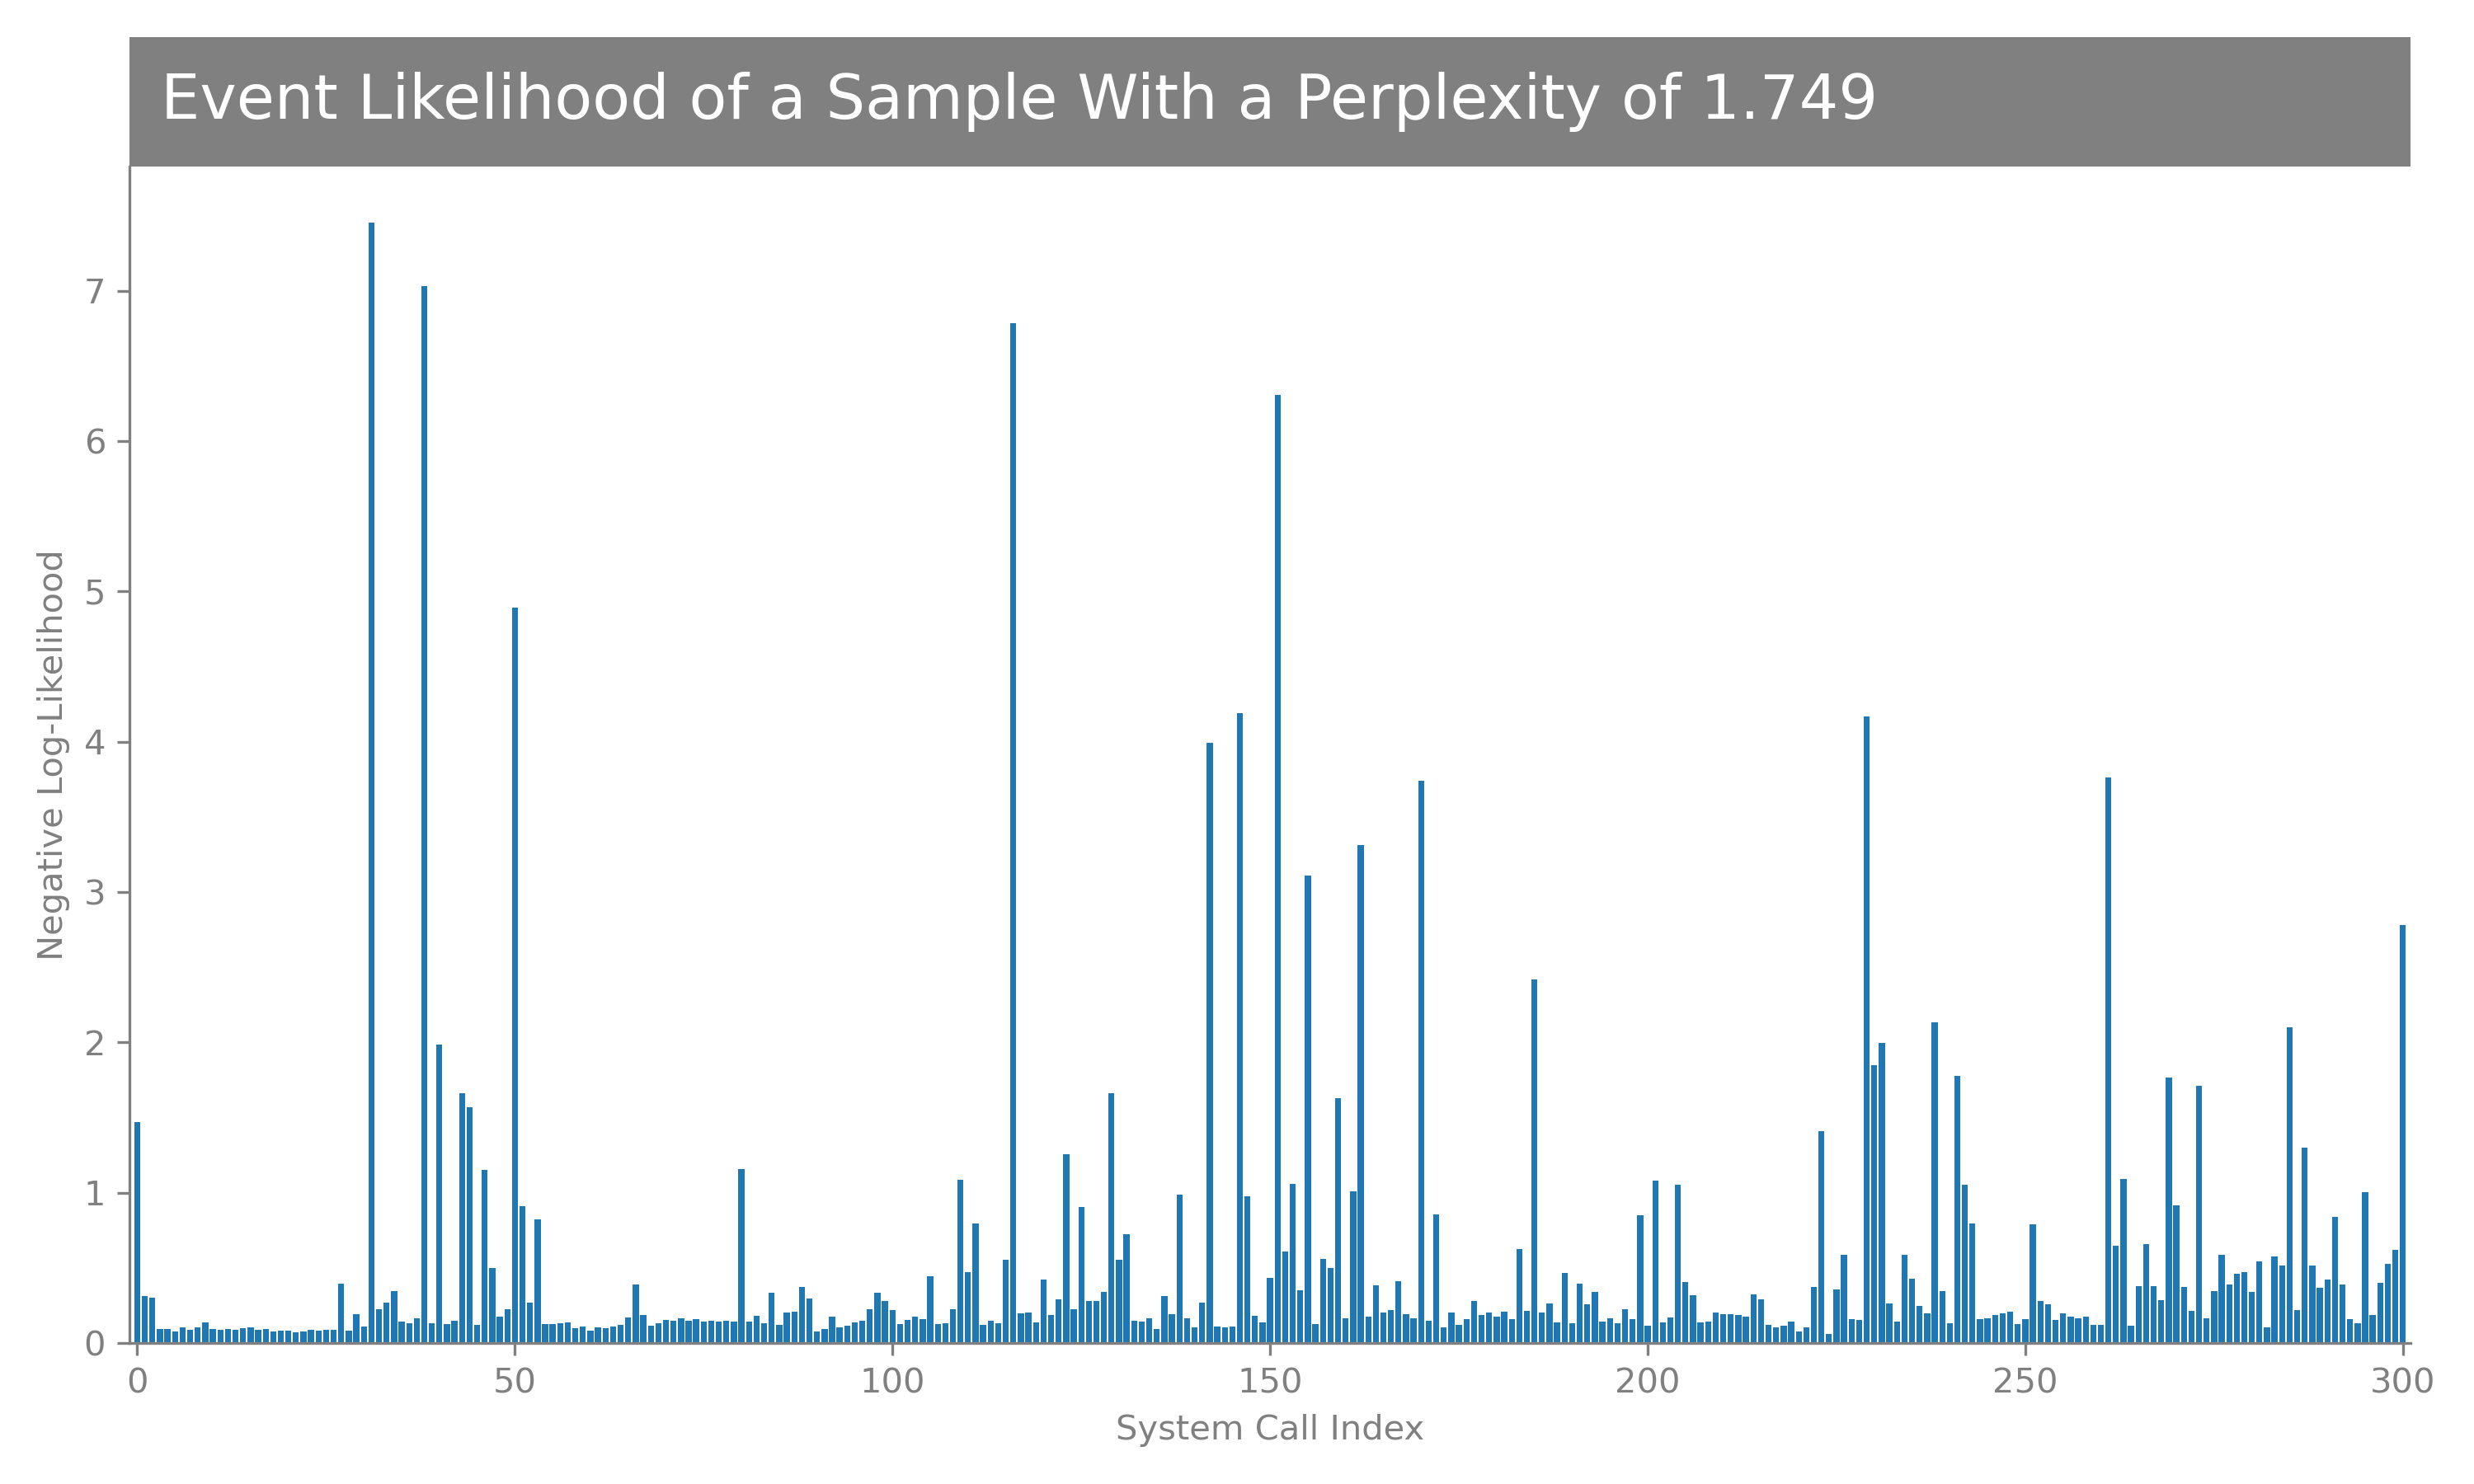 Event Likelihood of a Sample With a Perplexity of 1.749
Negative Log-Likelihood
7
6
5
4
3
2
1
0
0 50 100 150 200 250 300
System Call Index